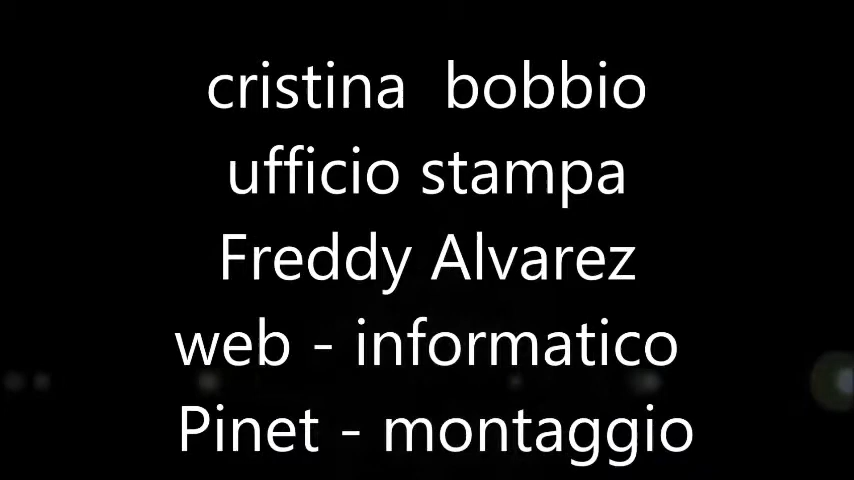 cristina  bobbio
ufficio stampa
Freddy Alvarez
web - informatico
Pinet - montaggio